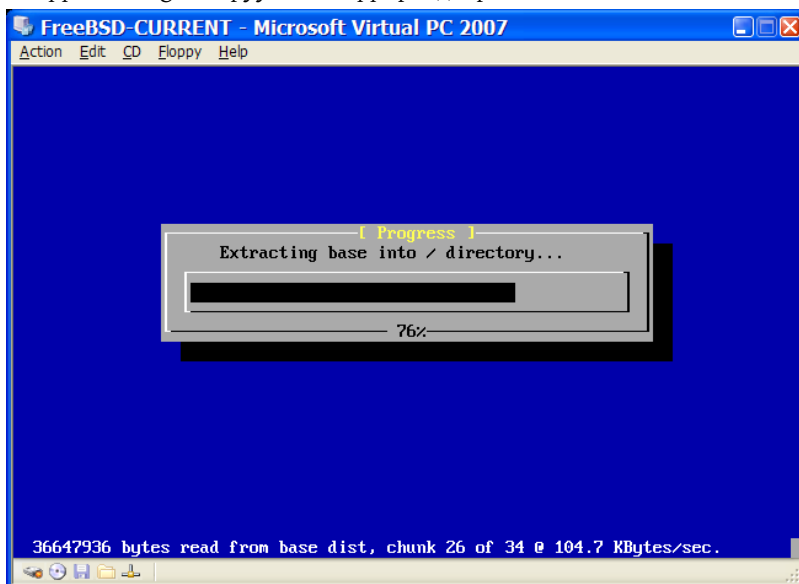 FreeBSD-CURRENT - Microsoft Virtual PC 2007
Action Edit CD Floppy Help
[ Progress ]
Extracting base into / directory...
76%
36647936 bytes read from base dist, chunk 26 of 34 @ 104.7 KBytes/sec.